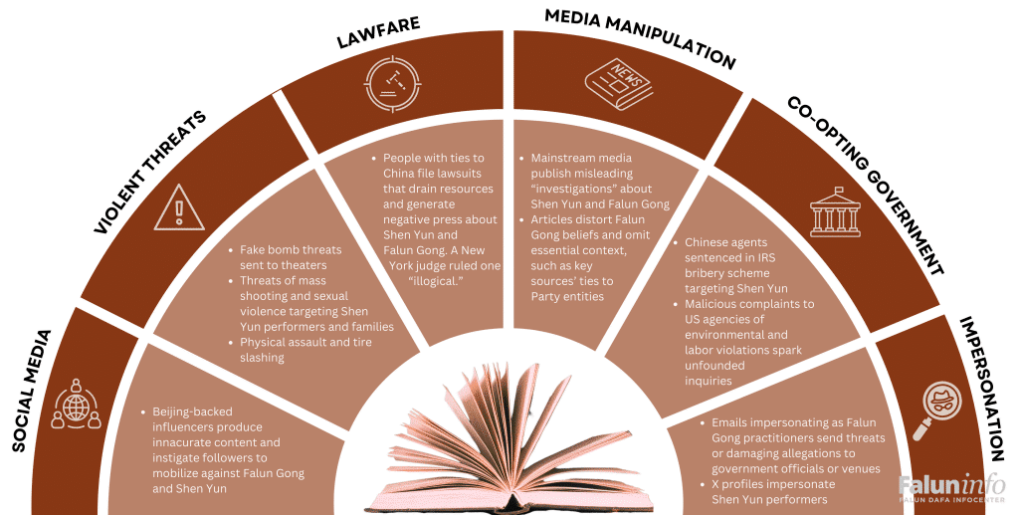 SOCIAL MEDIA
• Beijing-backed
influencers produce
innacurate content and
instigate followers to
mobilize against Falun Gong
and Shen Yun
VIOLENT THREATS
• Fake bomb threats
sent to theaters
• Threats of mass
shooting and sexual
violence targeting Shen
Yun performers and families
• Physical assault and tire
slashing
LAWFARE
• People with ties to
China file lawsuits
that drain resources
and generate
negative press about
Shen Yun and
Falun Gong. A New
York judge ruled one
“illogical.”
MEDIA MANIPULATION
NEWS
• Mainstream media
publish misleading
“investigations” about
Shen Yun and Falun Gong
• Articles distort Falun
Gong beliefs and omit
essential context,
such as key
sources’ ties to
Party entities
CO-OPTING GOVERNMENT
• Chinese agents
sentenced in IRS
bribery scheme
targeting Shen Yun
• Malicious complaints to
US agencies of
environmental and
labor violations spark
unfounded
inquiries
IMPERSONATION
• Emails impersonating as Falun
Gong practitioners send threats
or damaging allegations to
government officials or venues
• X profiles impersonate
Shen Yun performers
Faluninfo
FALUN DAFA INFOCENTER